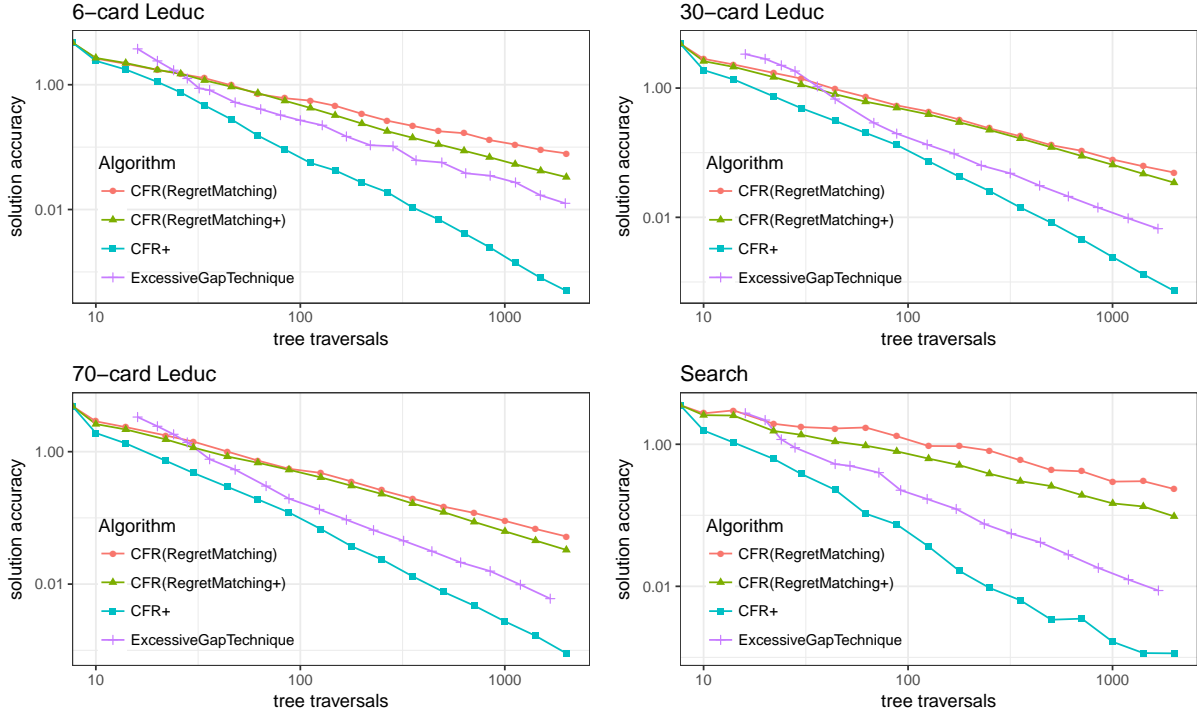 6−card Leduc
solution accuracy
1.00
0.01
Algorithm
CFR(RegretMatching)
CFR(RegretMatching+)
CFR+
ExcessiveGapTechnique
10 100 1000
tree traversals
30−card Leduc
solution accuracy
1.00
0.01
Algorithm
CFR(RegretMatching)
CFR(RegretMatching+)
CFR+
ExcessiveGapTechnique
10 100 1000
tree traversals
70−card Leduc
solution accuracy
1.00
0.01
Algorithm
CFR(RegretMatching)
CFR(RegretMatching+)
CFR+
ExcessiveGapTechnique
10 100 1000
tree traversals
Search
solution accuracy
1.00
0.01
Algorithm
CFR(RegretMatching)
CFR(RegretMatching+)
CFR+
ExcessiveGapTechnique
10 100 1000
tree traversals